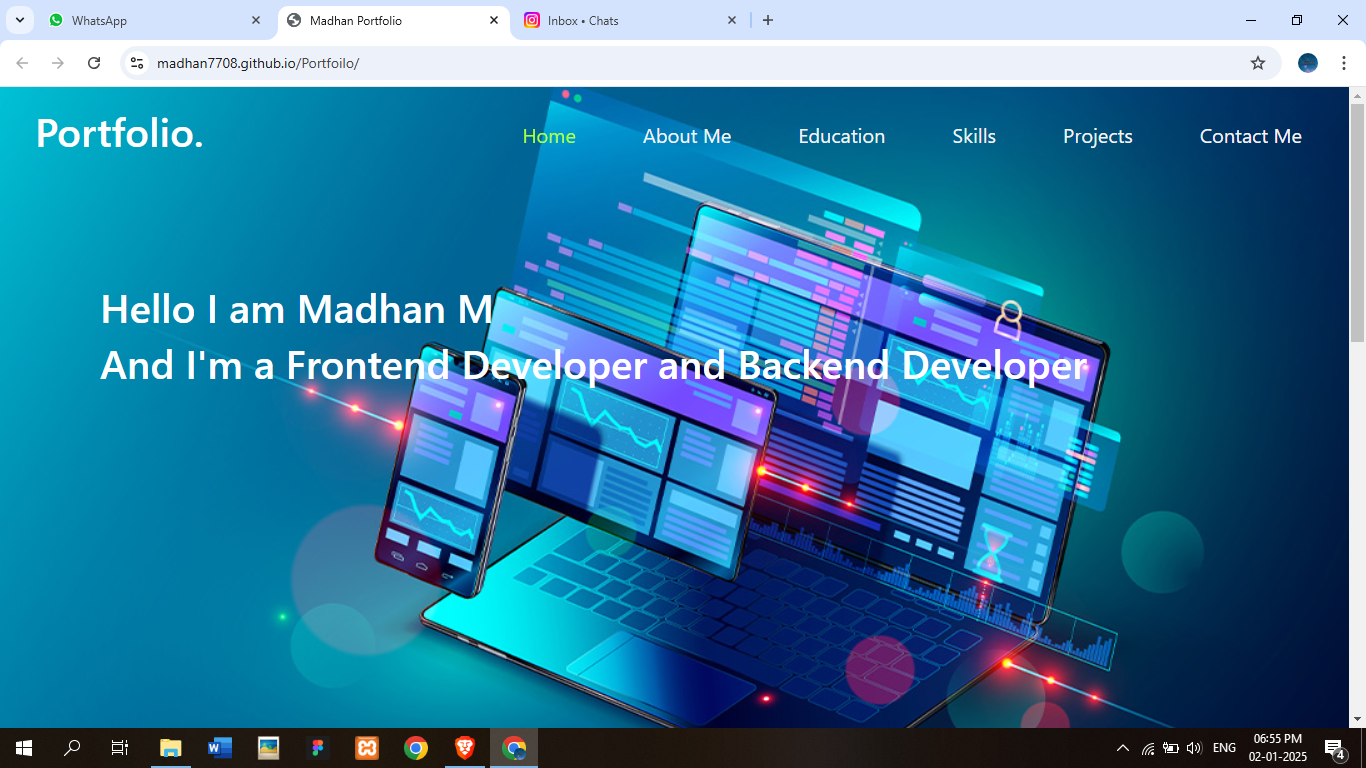 WhatsApp
Madhan Portfolio
Inbox • Chats
madhan7708.github.io/Portfoilo/
Portfolio.
Home
About Me
Education
Skills
Projects
Contact Me
Hello I am Madhan M
And I'm a Frontend Developer and Backend Developer
ENG
06:55 PM
02-01-2025
4